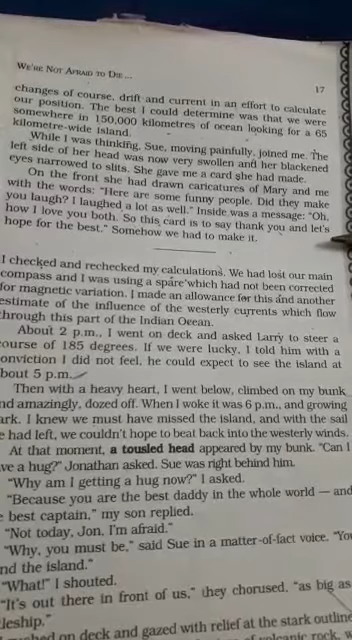 WE'RE NOT AFRAID TO DIE...
17
changes of course, drift and current in an effort to calculate
our position. The best I could determine was that we were
somewhere in 150,000 kilometres of ocean looking for a 65
kilometre-wide island.
While I was thinking, Sue, moving painfully, joined me. The
left side of her head was now very swollen and her blackened
eyes narrowed to slits. She gave me a card she had made.
On the front she had drawn caricatures of Mary and me
with the words: "Here are some funny people. Did they make
you laugh? I laughed a lot as well." Inside was a message: "Oh,
how I love you both. So this card is to say thank you and let's
hope for the best." Somehow we had to make it.
I checked and rechecked my calculations. We had lost our main
compass and I was using a spare which had not been corrected
for magnetic variation. I made an allowance for this and another
estimate of the influence of the westerly currents which flow
through this part of the Indian Ocean.
About 2 p.m., I went on deck and asked Larry to steer a
ourse of 185 degrees. If we were lucky, I told him with a
onviction I did not feel, he could expect to see the island at
bout 5 p.m.
Then with a heavy heart, I went below, climbed on my bunk
nd amazingly, dozed off. When I woke it was 6 p.m., and growing
ark. I knew we must have missed the island, and with the sail
e had left, we couldn't hope to beat back into the westerly winds.
At that moment, a tousled head appeared by my bunk. "Can I
ve a hug?" Jonathan asked. Sue was right behind him.
"Why am I getting a hug now?" I asked.
"Because you are the best daddy in the whole world — and
e best captain," my son replied.
"Not today, Jon, I'm afraid."
"Why, you must be," said Sue in a matter-of-fact voice. "You
nd the island."
"What!" I shouted.
"It's out there in front of us," they chorused, "as big as
leship."
ushed on deck and gazed with relief at the stark outline
of volcanic rock,